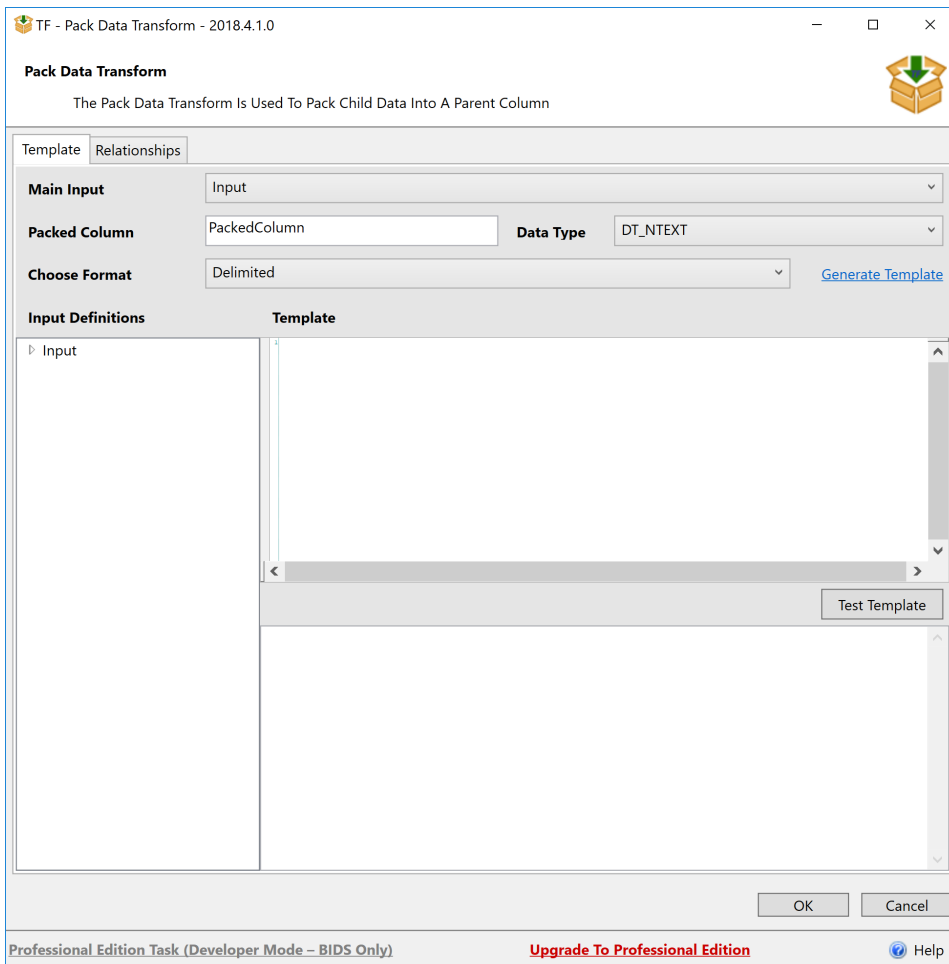 TF - Pack Data Transform - 2018.4.1.0
Pack Data Transform
The Pack Data Transform Is Used To Pack Child Data Into A Parent Column
Template Relationships
Main Input Input
Packed Column PackedColumn Data Type DT_NTEXT
Choose Format Delimited Generate Template
Input Definitions Template
Input 1
Test Template
OK Cancel
Professional Edition Task (Developer Mode – BIDS Only) Upgrade To Professional Edition Help